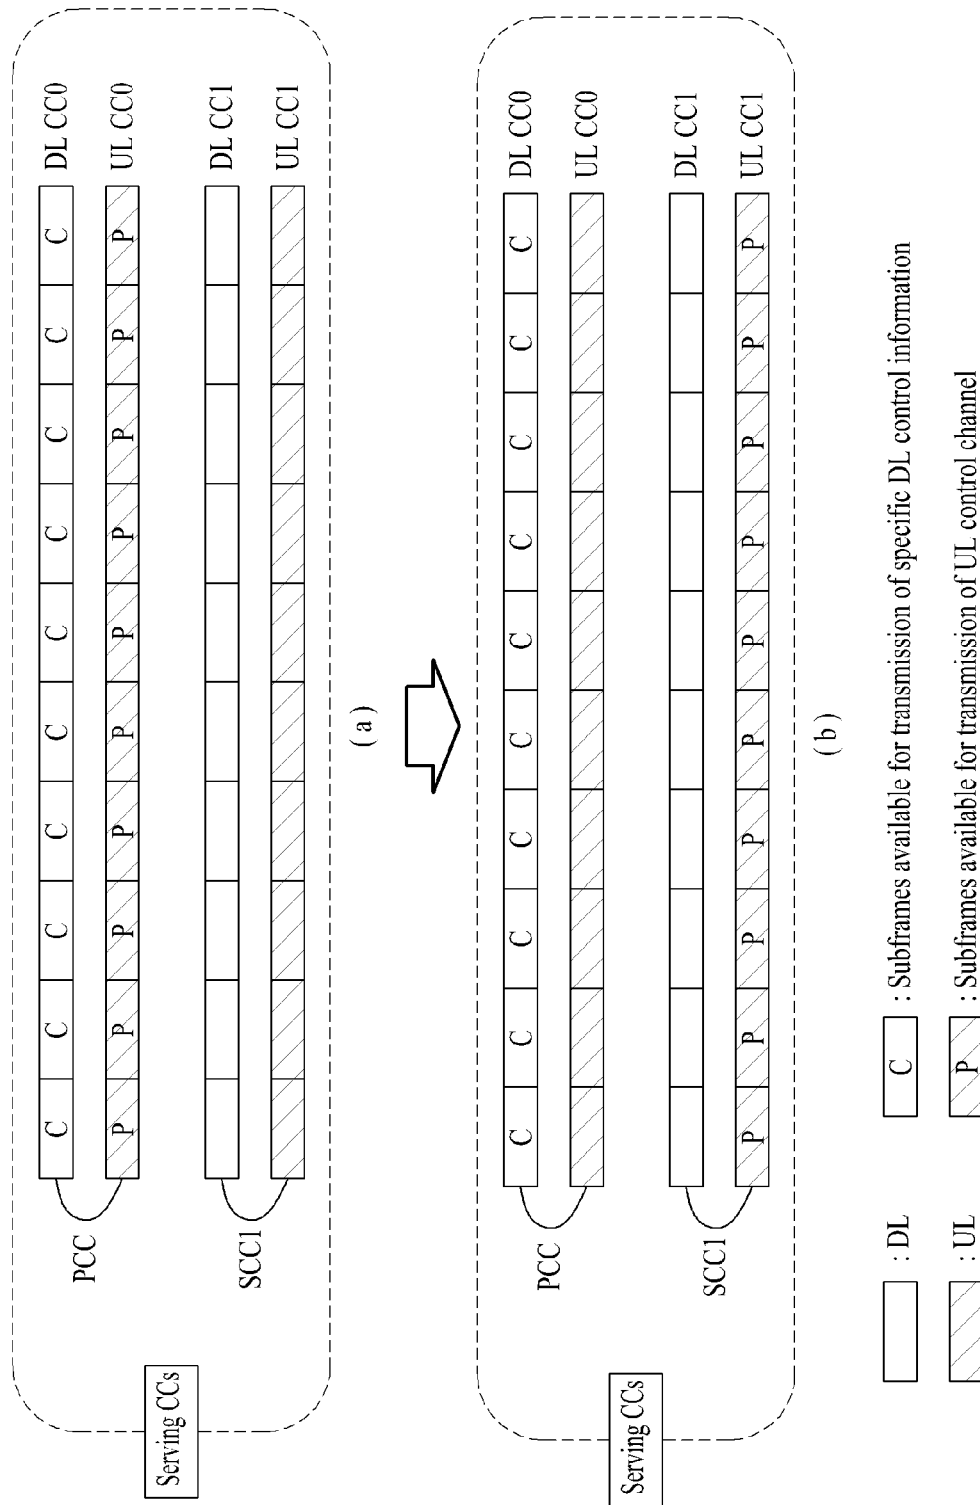 Serving CCs
PCC
C C C C C C C C C C DL CC0
P P P P P P P P P P UL CC0
SCC1
DL CC1
UL CC1
( a )
Serving CCs
PCC
C C C C C C C C C C DL CC0
UL CC0
SCC1
DL CC1
P P P P P P P P P P UL CC1
( b )
: DL
C : Subframes available for transmission of specific DL control information
: UL
P : Subframes available for transmission of UL control channel